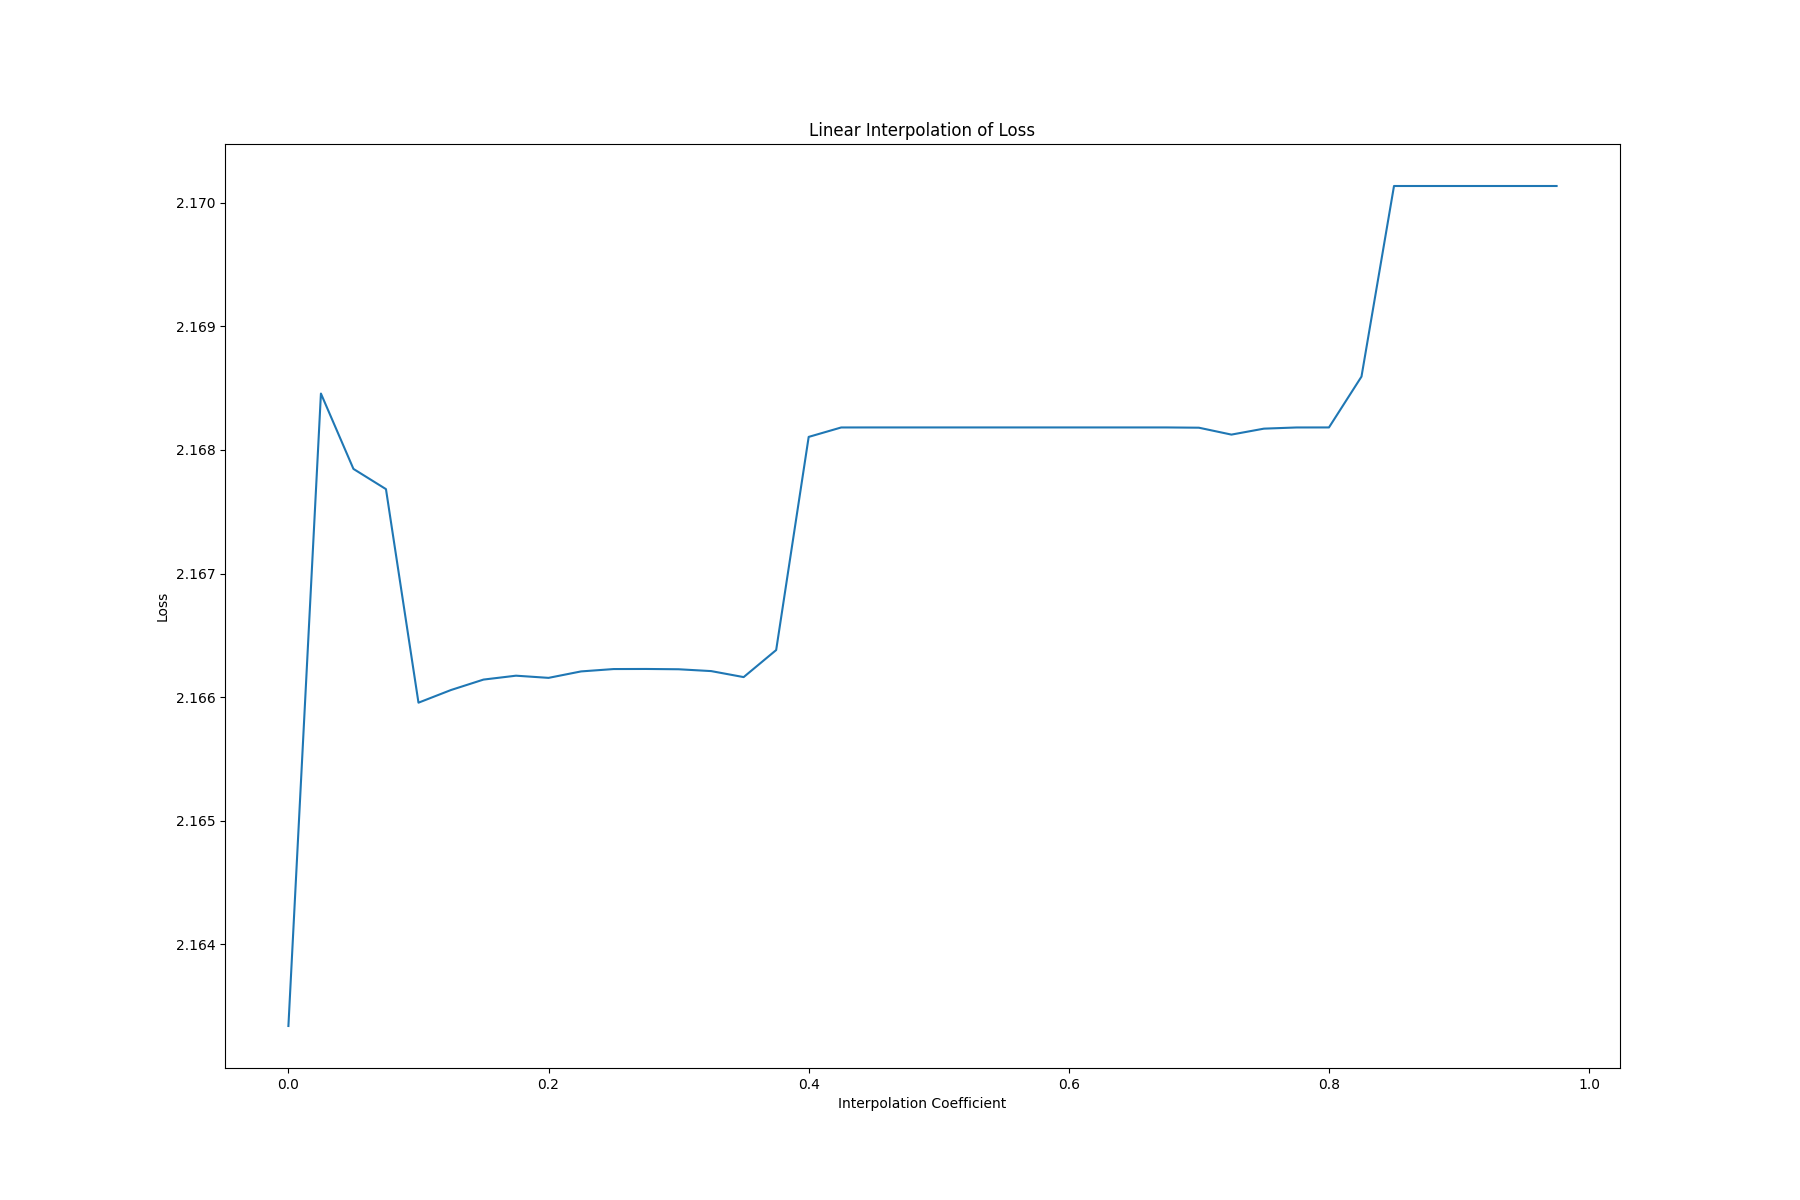 Linear Interpolation of Loss
2.170
2.169
2.168
2.167
2.166
2.165
2.164
Loss
0.0 0.2 0.4 0.6 0.8 1.0
Interpolation Coefficient